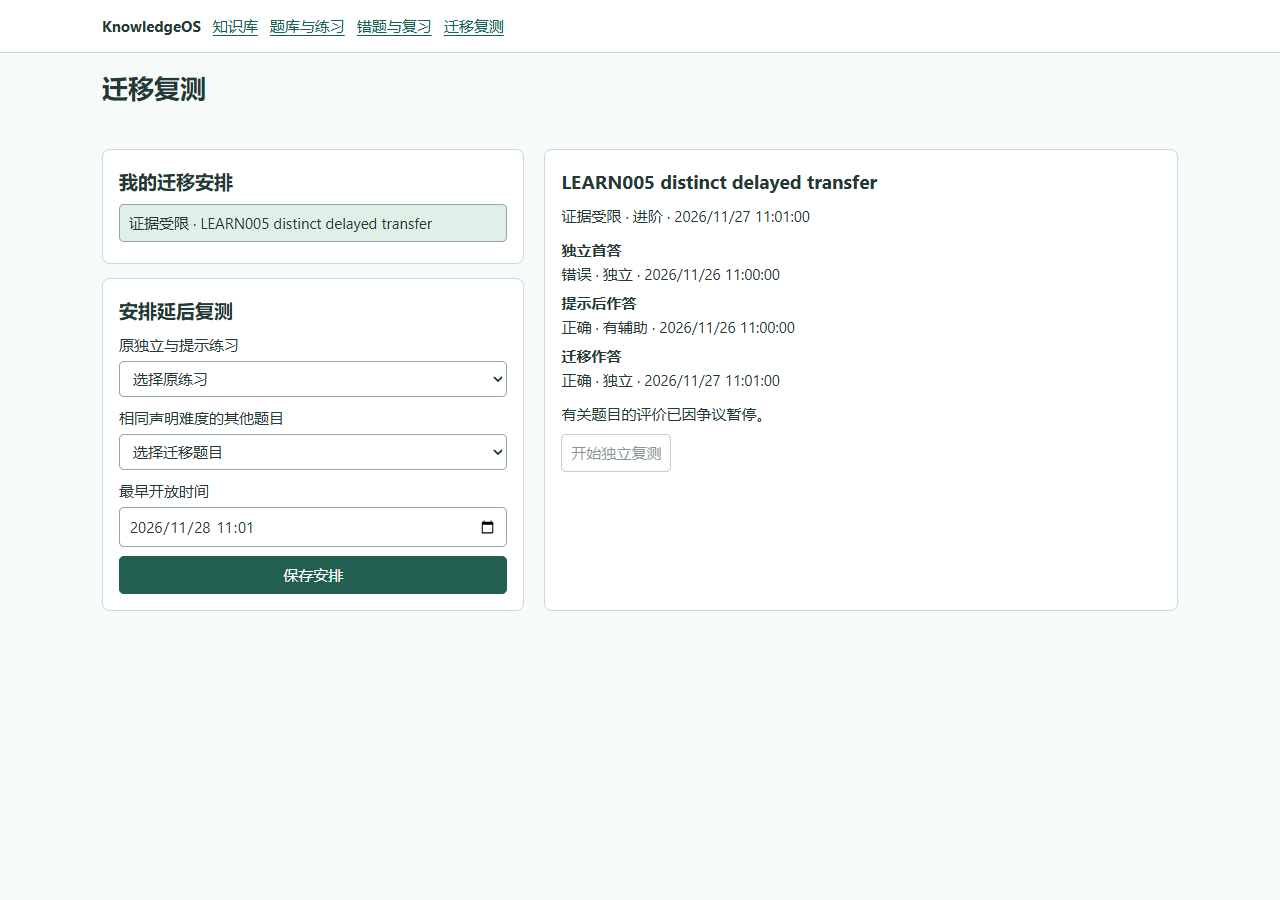 KnowledgeOS 知识库 题库与练习 错题与复习 迁移复测
迁移复测
我的迁移安排
证据受限 · LEARN005 distinct delayed transfer
安排延后复测
原独立与提示练习
选择原练习
相同声明难度的其他题目
选择迁移题目
最早开放时间
2026/11/28 11:01
保存安排
LEARN005 distinct delayed transfer
证据受限 · 进阶 · 2026/11/27 11:01:00
独立首答
错误 · 独立 · 2026/11/26 11:00:00
提示后作答
正确 · 有辅助 · 2026/11/26 11:00:00
迁移作答
正确 · 独立 · 2026/11/27 11:01:00
有关题目的评价已因争议暂停。
开始独立复测